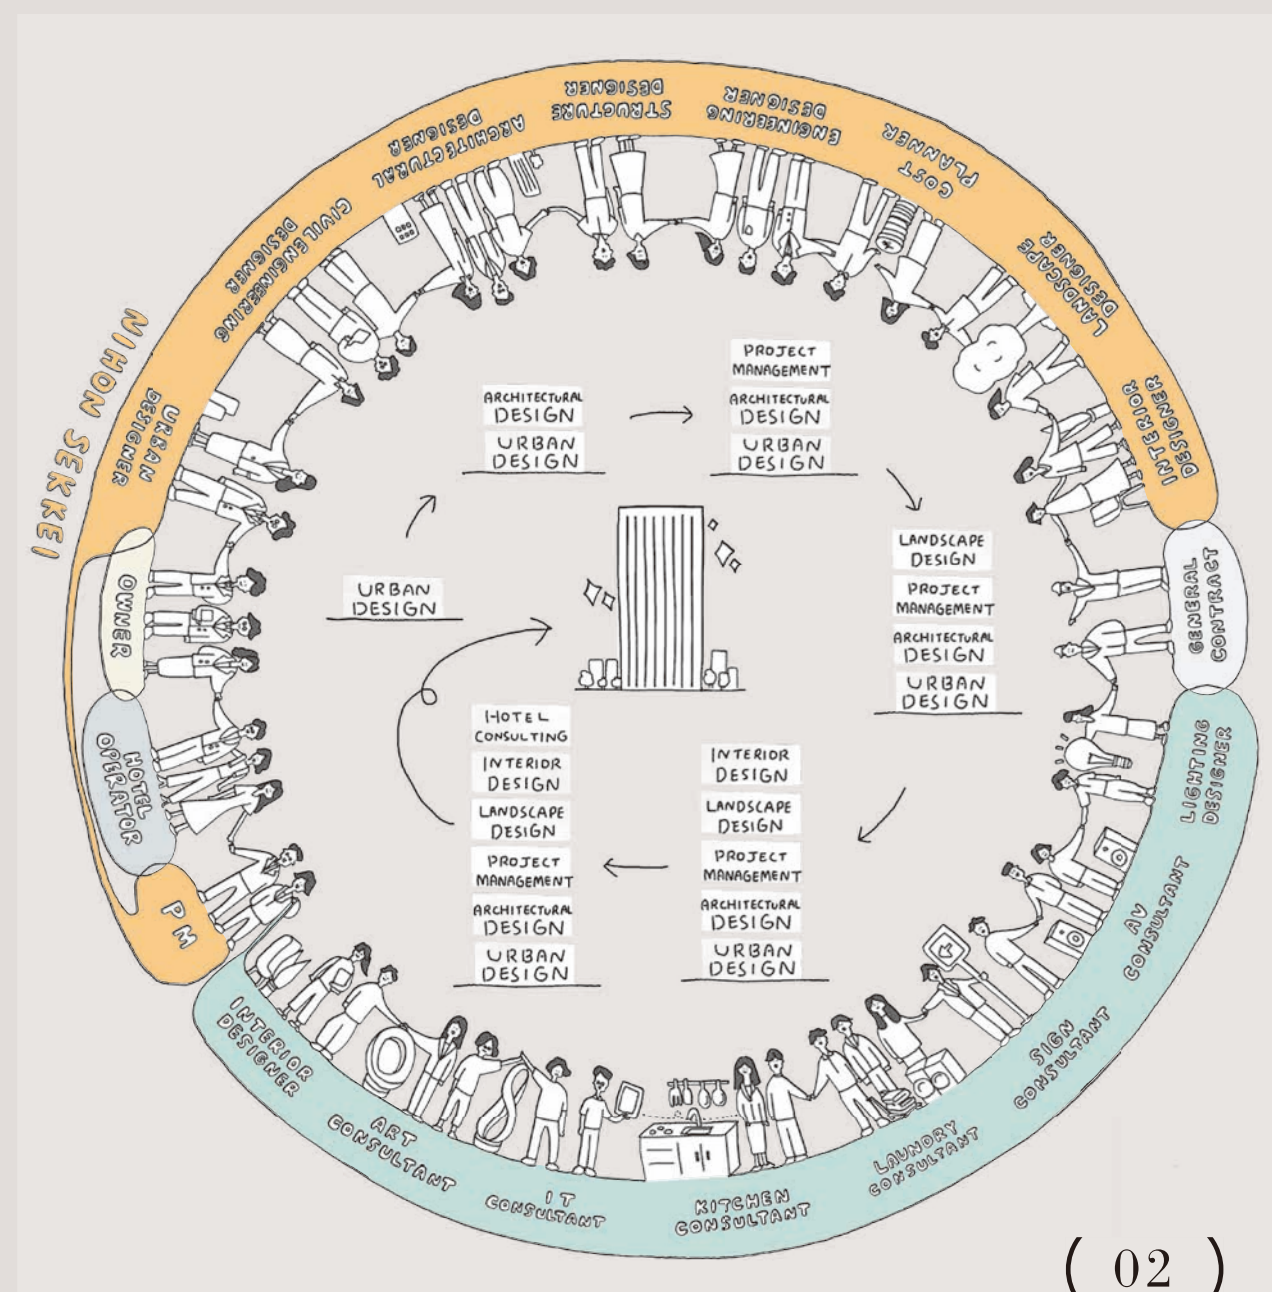 NIHON SEKKEI
URBAN
DESIGNER
CIVIL ENGINEERING
DESIGNER
ARCHITECTURAL
DESIGNER
STRUCTURE
DESIGNER
ENGINEERING
DESIGNER
COST
PLANNER
LANDSCAPE
DESIGNER
INTERIOR
DESIGNER
GENERAL
CONTRACT
LIGHTING
DESIGNER
AV
CONSULTANT
SIGN
CONSULTANT
LAUNDRY
CONSULTANT
KITCHEN
CONSULTANT
IT
CONSULTANT
ART
CONSULTANT
INTERIOR
DESIGNER
PM
HOTEL
OPERATOR
OWNER
URBAN
DESIGN
ARCHITECTURAL
DESIGN
URBAN
DESIGN
PROJECT
MANAGEMENT
ARCHITECTURAL
DESIGN
URBAN
DESIGN
LANDSCAPE
DESIGN
PROJECT
MANAGEMENT
ARCHITECTURAL
DESIGN
URBAN
DESIGN
INTERIOR
DESIGN
LANDSCAPE
DESIGN
PROJECT
MANAGEMENT
ARCHITECTURAL
DESIGN
URBAN
DESIGN
HOTEL
CONSULTING
INTERIOR
DESIGN
LANDSCAPE
DESIGN
PROJECT
MANAGEMENT
ARCHITECTURAL
DESIGN
URBAN
DESIGN
( 02 )